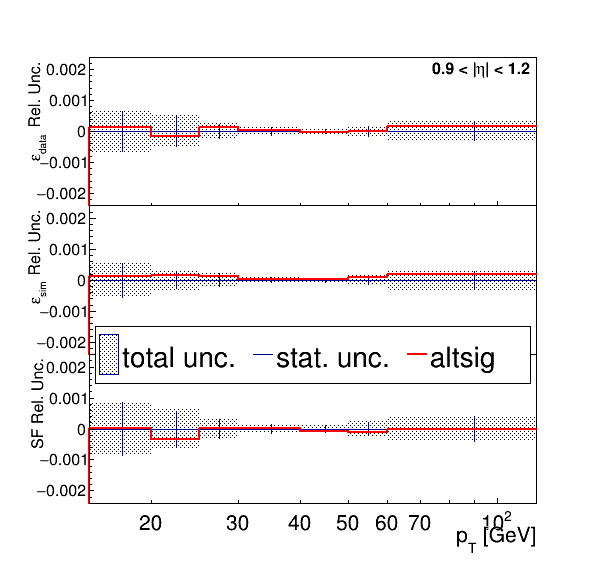 0.9 < |η| < 1.2
ε_data Rel. Unc.
0.002
0.001
0
−0.001
−0.002
ε_sim Rel. Unc.
0.002
0.001
0
−0.001
−0.002
total unc. stat. unc. altsig
SF Rel. Unc.
0.002
0.001
0
−0.001
−0.002
20 30 40 50 60 70 10²
p_T [GeV]